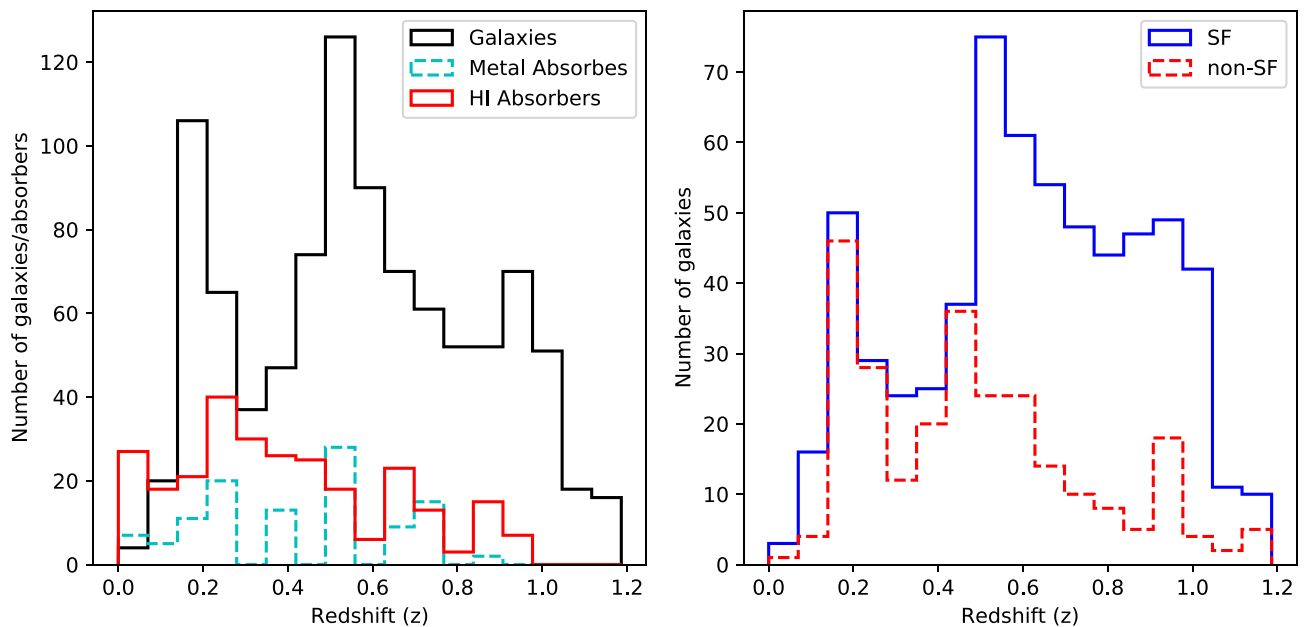 Number of galaxies/absorbers
120
100
80
60
40
20
0
Galaxies
Metal Absorbes
HI Absorbers
0.0 0.2 0.4 0.6 0.8 1.0 1.2
Redshift (z)
Number of galaxies
70
60
50
40
30
20
10
0
SF
non-SF
0.0 0.2 0.4 0.6 0.8 1.0 1.2
Redshift (z)